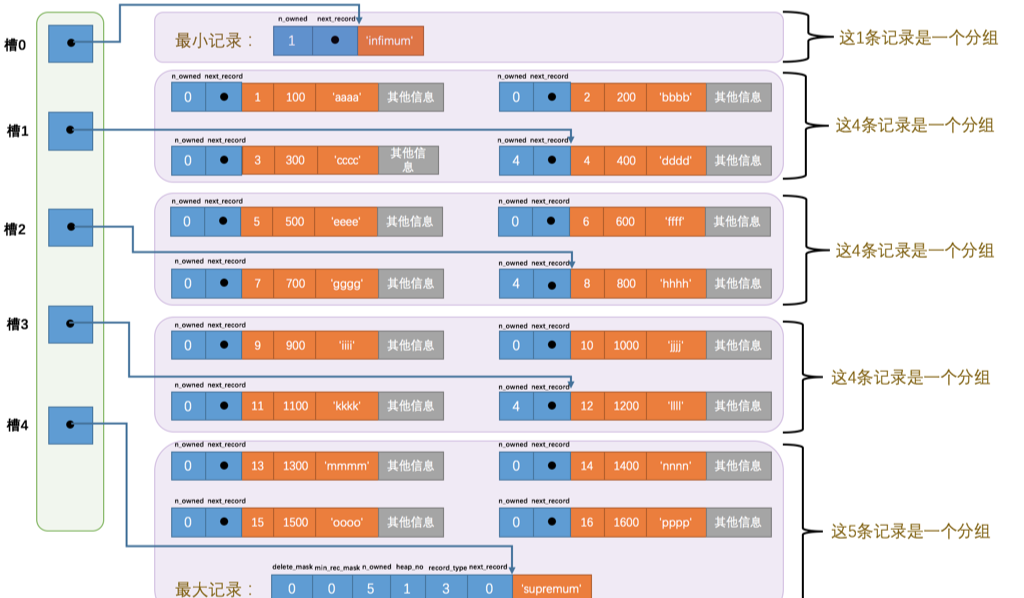 n_owned next_record
槽0 最小记录： 1 'infimum' 这1条记录是一个分组
n_owned next_record n_owned next_record
0 1 100 'aaaa' 其他信息 0 2 200 'bbbb' 其他信息
槽1 这4条记录是一个分组
n_owned next_record n_owned next_record
0 3 300 'cccc' 其他信息 4 4 400 'dddd' 其他信息
n_owned next_record n_owned next_record
槽2 0 5 500 'eeee' 其他信息 0 6 600 'ffff' 其他信息
这4条记录是一个分组
n_owned next_record n_owned next_record
0 7 700 'gggg' 其他信息 4 8 800 'hhhh' 其他信息
槽3 n_owned next_record n_owned next_record
0 9 900 'iiii' 其他信息 0 10 1000 'jjjj' 其他信息
这4条记录是一个分组
n_owned next_record n_owned next_record
0 11 1100 'kkkk' 其他信息 4 12 1200 'llll' 其他信息
槽4
n_owned next_record n_owned next_record
0 13 1300 'mmmm' 其他信息 0 14 1400 'nnnn' 其他信息
n_owned next_record n_owned next_record
0 15 1500 'oooo' 其他信息 0 16 1600 'pppp' 其他信息
这5条记录是一个分组
delete_mask min_rec_mask n_owned heap_no record_type next_record
最大记录： 0 0 5 1 3 0 'supremum'